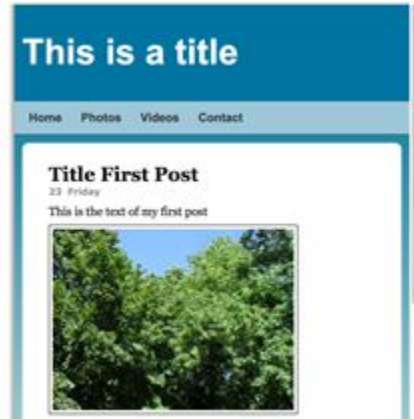 This is a title
Home Photos Videos Contact
Title First Post
23 Friday
This is the text of my first post